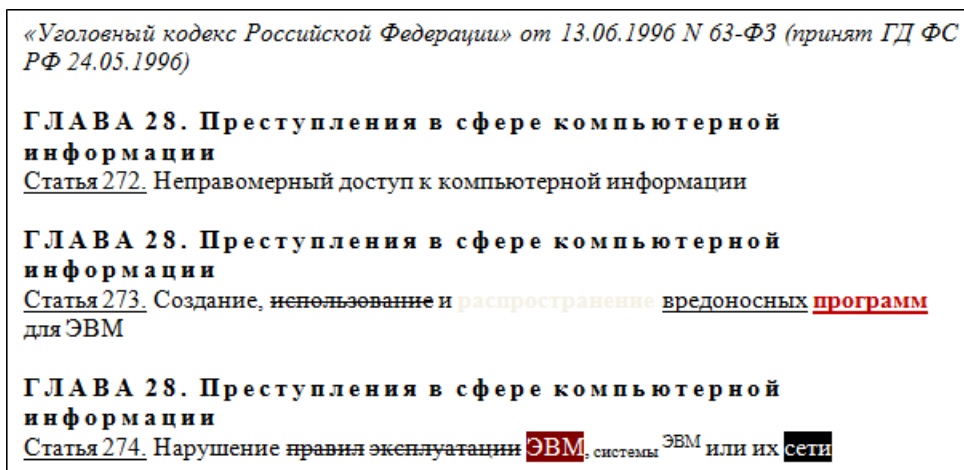 «Уголовный кодекс Российской Федерации» от 13.06.1996 N 63-ФЗ (принят ГД ФС
РФ 24.05.1996)
ГЛАВА 28. Преступления в сфере компьютерной
информации
Статья 272. Неправомерный доступ к компьютерной информации
ГЛАВА 28. Преступления в сфере компьютерной
информации
Статья 273. Создание, использование и распространение вредоносных программ
для ЭВМ
ГЛАВА 28. Преступления в сфере компьютерной
информации
Статья 274. Нарушение правил эксплуатации ЭВМ, системы ЭВМ или их сети